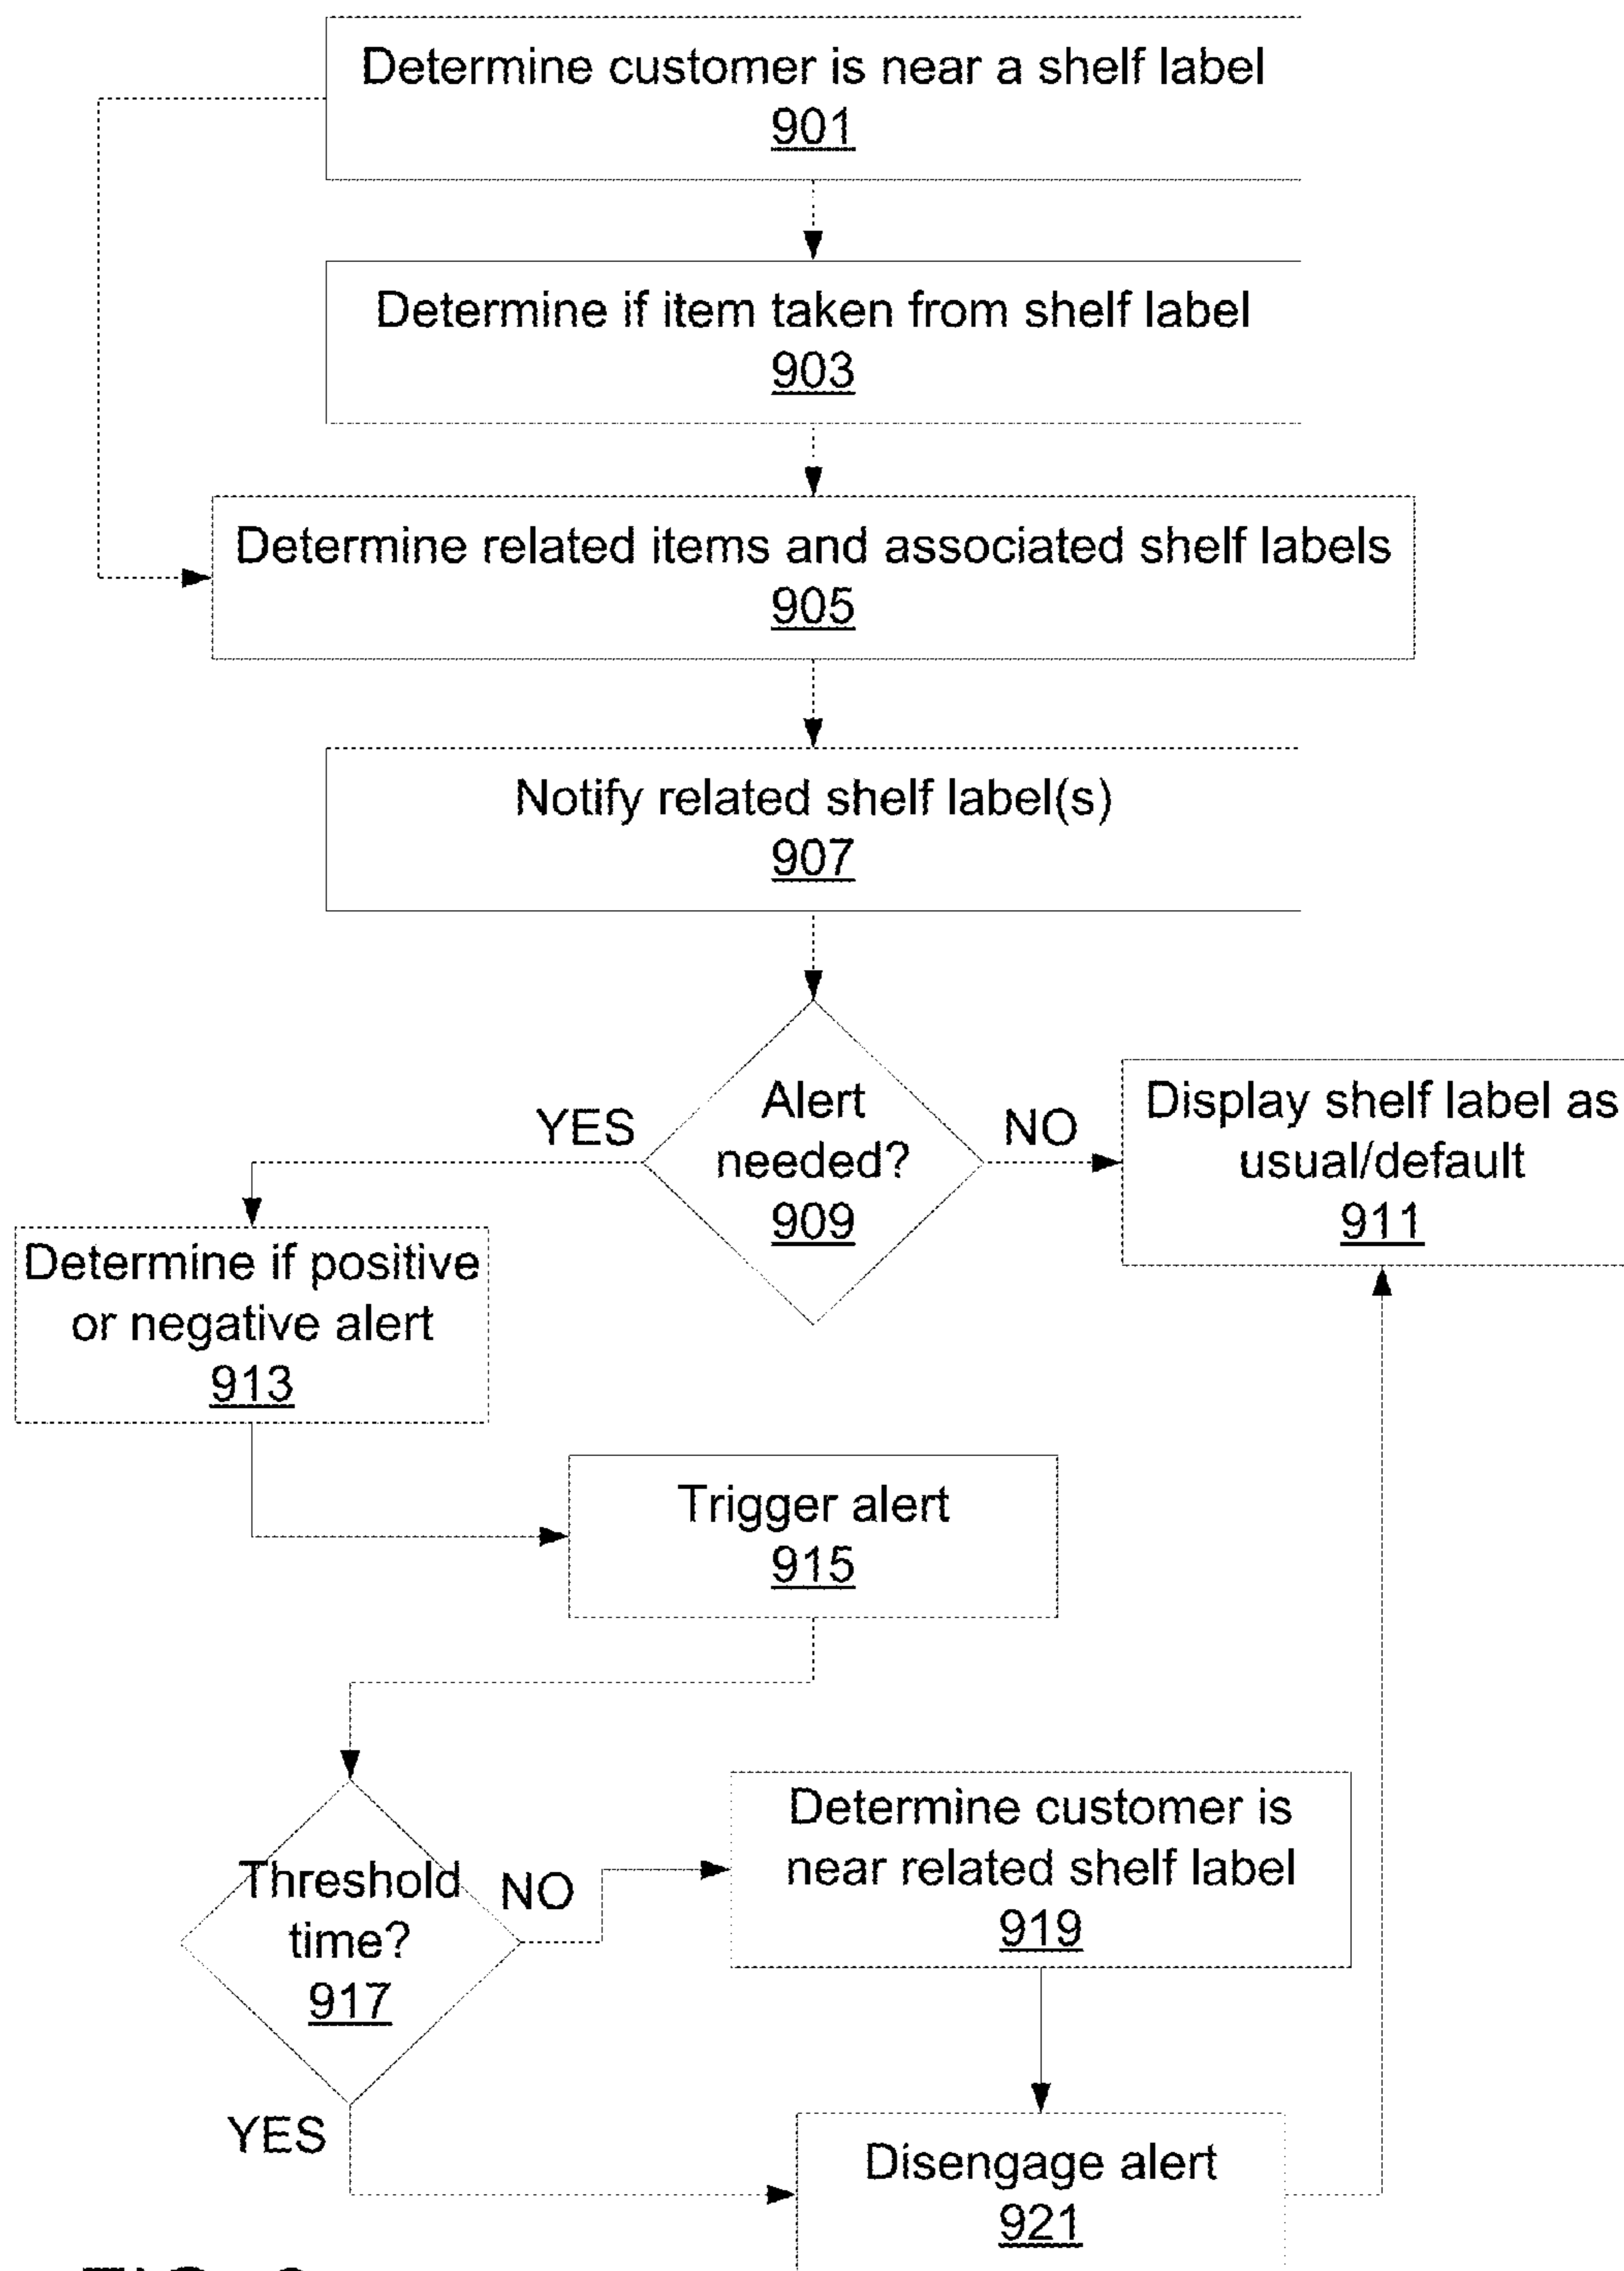 Determine customer is near a shelf label
901
Determine if item taken from shelf label
903
Determine related items and associated shelf labels
905
Notify related shelf label(s)
907
Alert
needed?
909
YES
NO
Display shelf label as
usual/default
911
Determine if positive
or negative alert
913
Trigger alert
915
Threshold
time?
917
NO
YES
Determine customer is
near related shelf label
919
Disengage alert
921